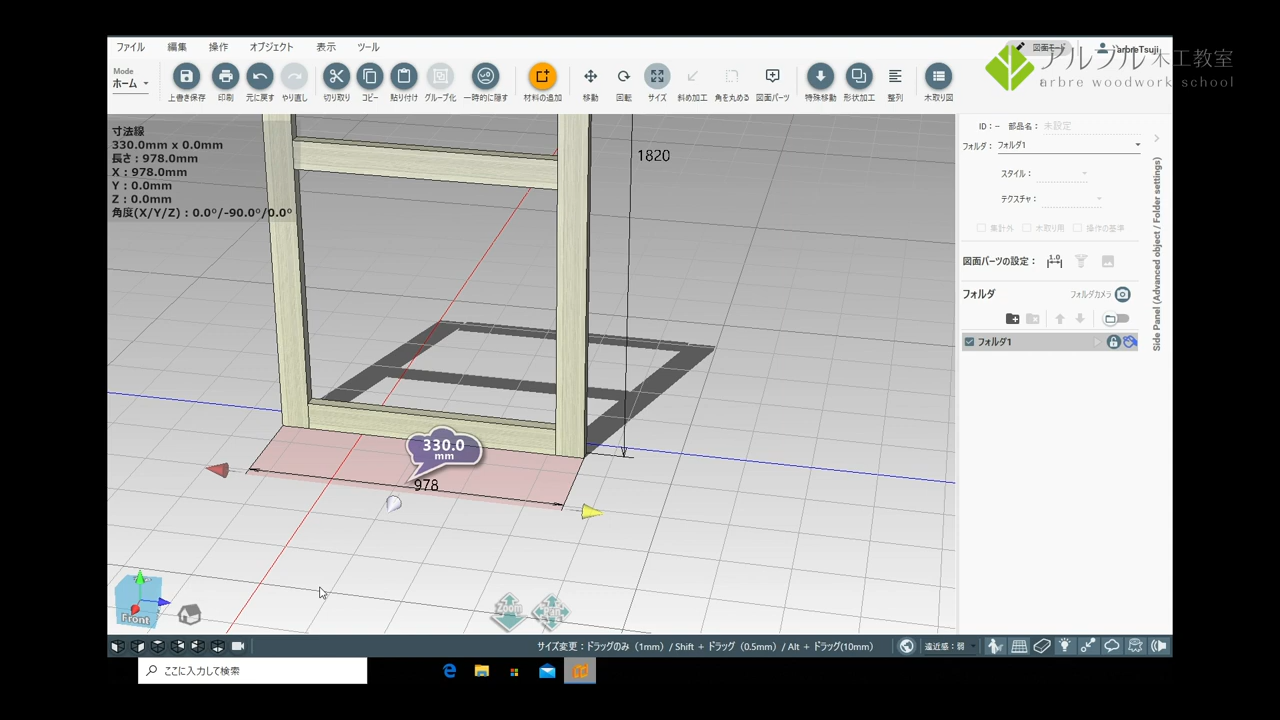 ファイル 編集 操作 オブジェクト 表示 ツール
図面モード arbreTsuji
アルブル木工教室
arbre woodwork school
Mode
ホーム
上書き保存 印刷 元に戻す やり直し 切り取り コピー 貼り付け グループ化 一時的に隠す 材料の追加 移動 回転 サイズ 斜め加工 角を丸める 図面パーツ 特殊移動 形状加工 整列 木取り図
寸法線
330.0mm x 0.0mm
長さ : 978.0mm
X : 978.0mm
Y : 0.0mm
Z : 0.0mm
角度(X/Y/Z) : 0.0°/-90.0°/0.0°
1820
330.0
mm
978
Front
Zoom
Pan
ID : - 部品名 : 未設定
フォルダ : フォルダ1
スタイル :
テクスチャ :
集計外 木取り用 操作の基準
図面パーツの設定 : 1.0
フォルダ フォルダカメラ
フォルダ1
Side Panel (Advanced object / Folder settings)
サイズ変更 : ドラッグのみ (1mm) / Shift + ドラッグ (0.5mm) / Alt + ドラッグ(10mm)
遠近感 : 弱
ここに入力して検索